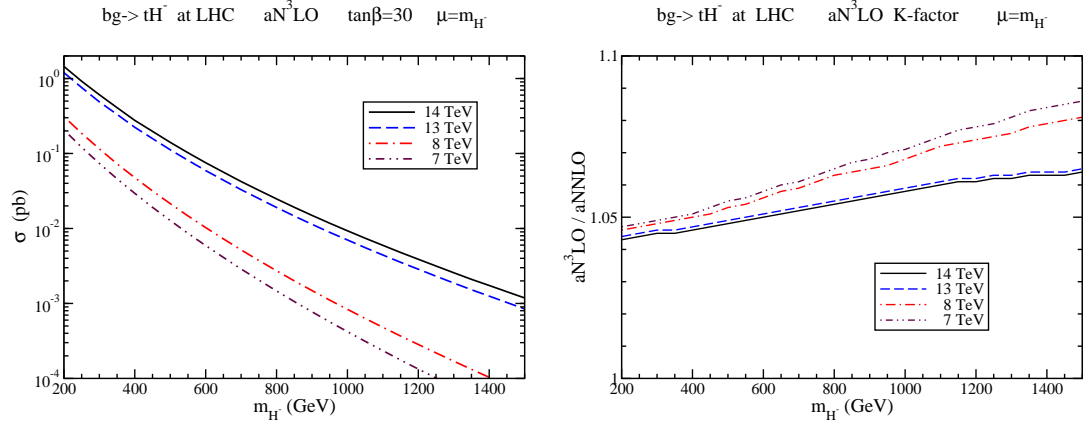 bg-> tH⁻ at LHC aN³LO tanβ=30 μ=m_H⁻
10⁰
10⁻¹
10⁻²
10⁻³
10⁻⁴
σ (pb)
14 TeV
13 TeV
8 TeV
7 TeV
200 400 600 800 1000 1200 1400
m_H⁻ (GeV)
bg-> tH⁻ at LHC aN³LO K-factor μ=m_H⁻
1.1
1.05
1
aN³LO / aNNLO
14 TeV
13 TeV
8 TeV
7 TeV
200 400 600 800 1000 1200 1400
m_H⁻ (GeV)